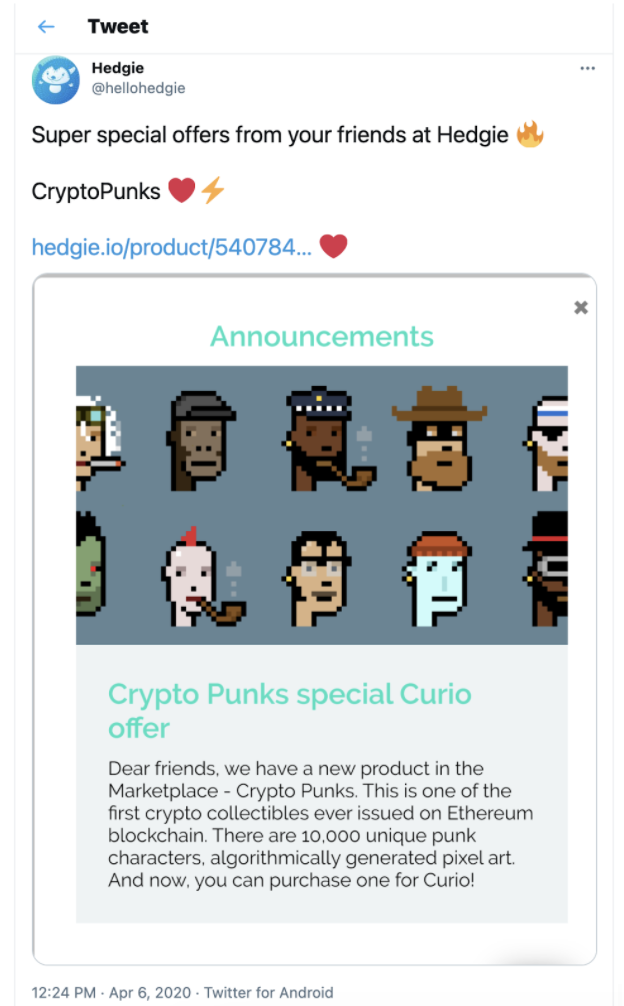 Tweet
Hedgie
@hellohedgie
Super special offers from your friends at Hedgie 🔥
CryptoPunks ❤️⚡
hedgie.io/product/540784... ❤️
Announcements
Crypto Punks special Curio
offer
Dear friends, we have a new product in the
Marketplace - Crypto Punks. This is one of the
first crypto collectibles ever issued on Ethereum
blockchain. There are 10,000 unique punk
characters, algorithmically generated pixel art.
And now, you can purchase one for Curio!
12:24 PM · Apr 6, 2020 · Twitter for Android